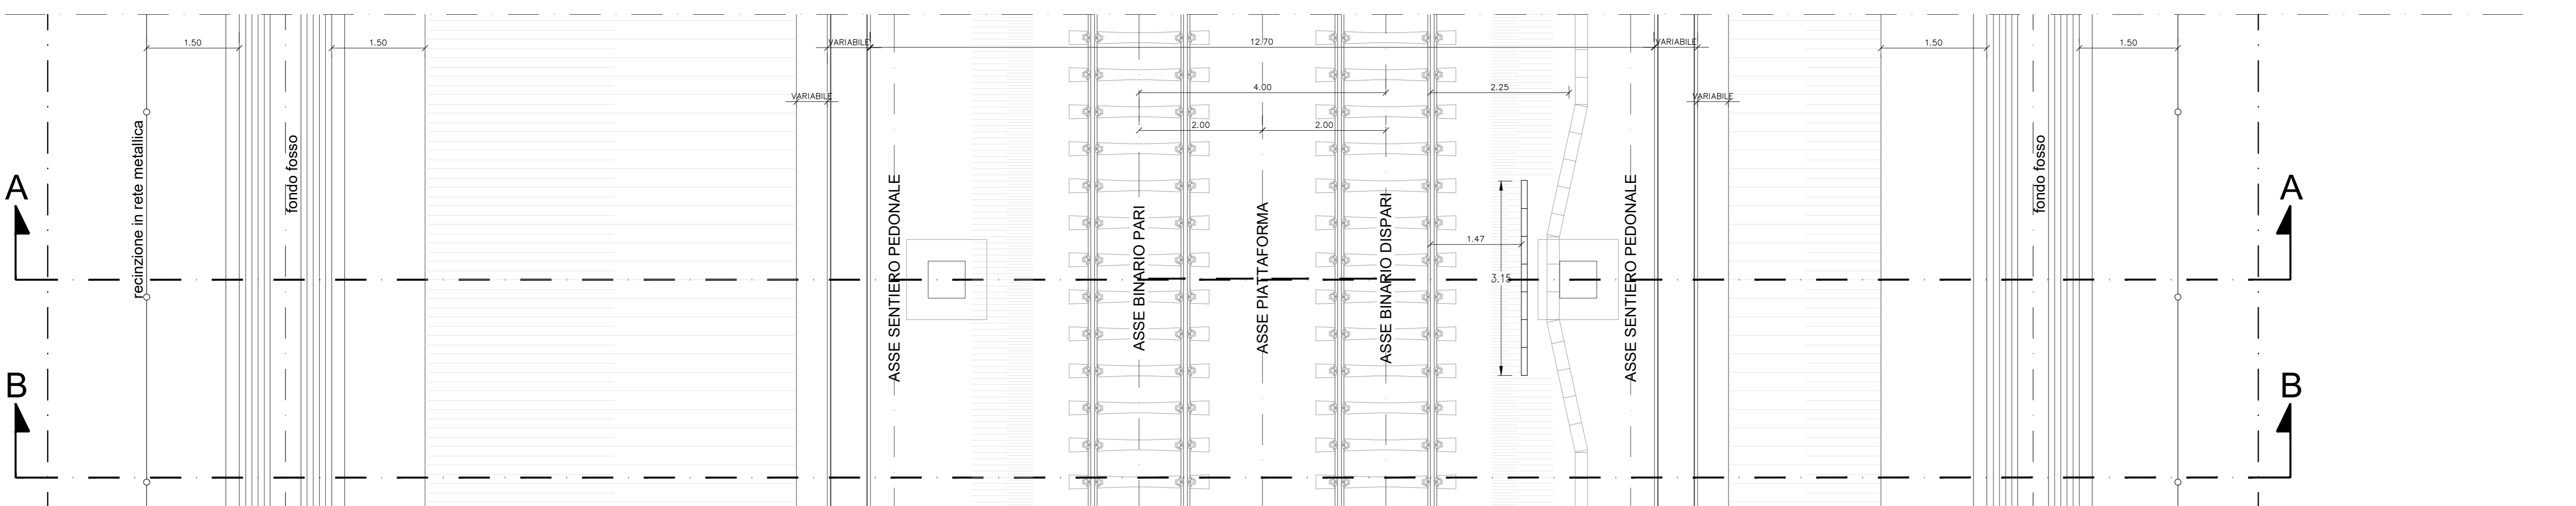 1.50
1.50
VARIABILE
12.70
VARIABILE
1.50
1.50
VARIABILE
4.00
2.25
VARIABILE
2.00
2.00
recinzione in rete metallica
fondo fosso
ASSE SENTIERO PEDONALE
ASSE BINARIO PARI
ASSE PIATTAFORMA
ASSE BINARIO DISPARI
1.47
3.15
ASSE SENTIERO PEDONALE
fondo fosso
A
A
B
B